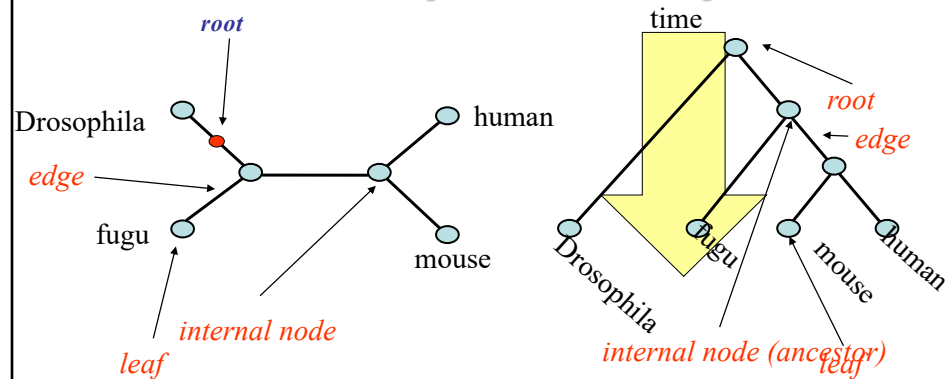 root
Drosophila
human
edge
fugu
mouse
internal node
leaf
time
root
edge
Drosophila
fugu
mouse
human
internal node (ancestor)
leaf